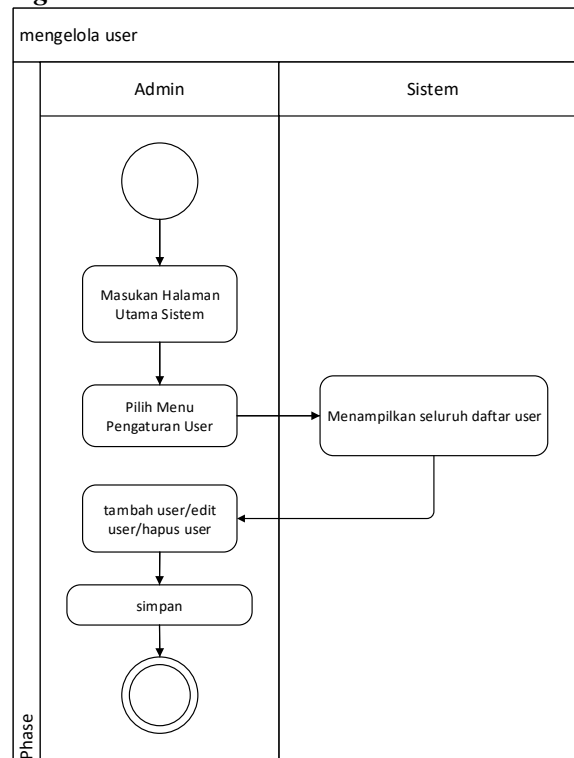 mengelola user
Admin
Sistem
Masukan Halaman
Utama Sistem
Pilih Menu
Pengaturan User
Menampilkan seluruh daftar user
tambah user/edit
user/hapus user
simpan
Phase